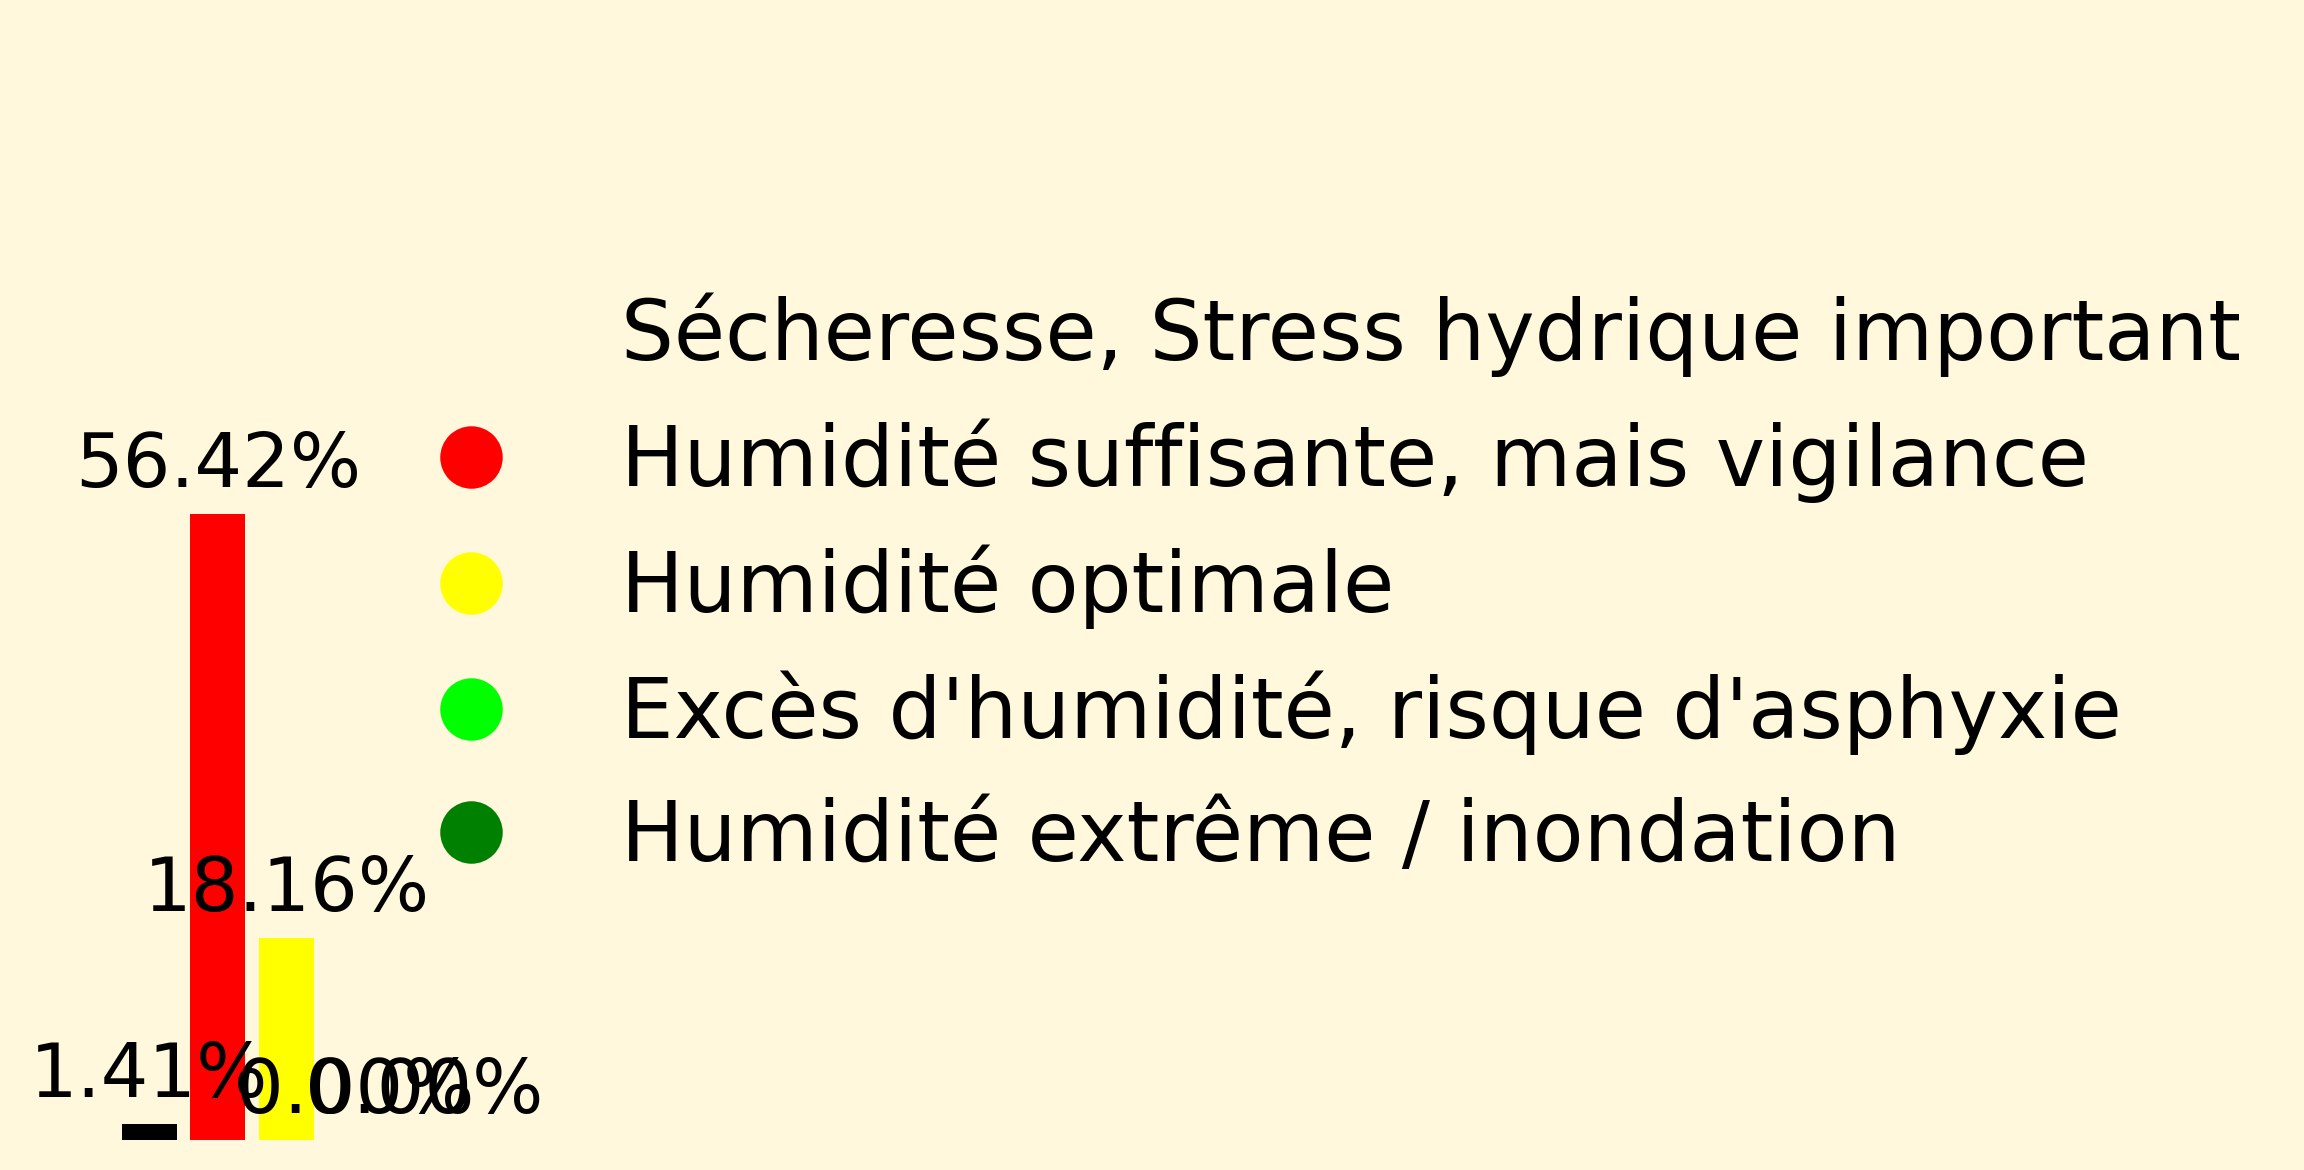 Sécheresse, Stress hydrique important
56.42%
Humidité suffisante, mais vigilance
Humidité optimale
Excès d'humidité, risque d'asphyxie
Humidité extrême / inondation
18.16%
1.41%
0.00%
0.00%